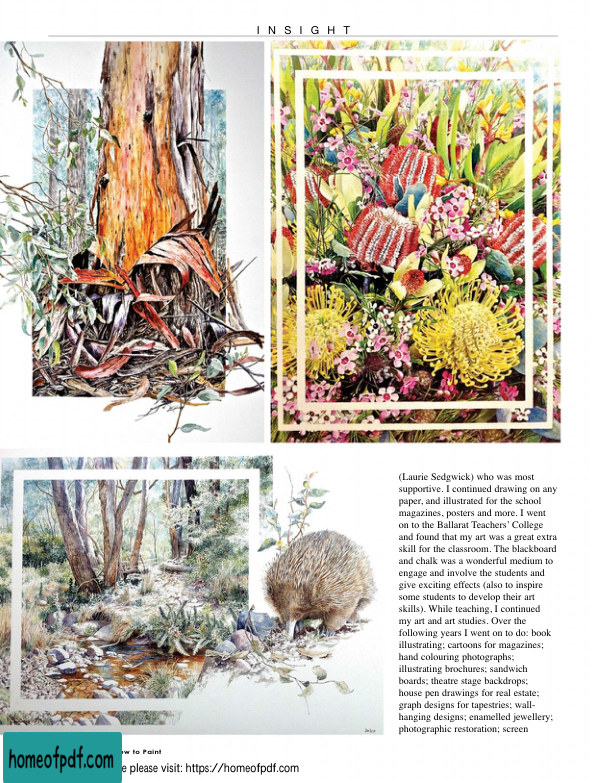 INSIGHT
(Laurie Sedgwick) who was most
supportive. I continued drawing on any
paper, and illustrated for the school
magazines, posters and more. I went
on to the Ballarat Teachers’ College
and found that my art was a great extra
skill for the classroom. The blackboard
and chalk was a wonderful medium to
engage and involve the students and
give exciting effects (also to inspire
some students to develop their art
skills). While teaching, I continued
my art and art studies. Over the
following years I went on to do: book
illustrating; cartoons for magazines;
hand colouring photographs;
illustrating brochures; sandwich
boards; theatre stage backdrops;
house pen drawings for real estate;
graph designs for tapestries; wall-
hanging designs; enamelled jewellery;
photographic restoration; screen
to Paint
homeofpdf.com
please visit: https://homeofpdf.com